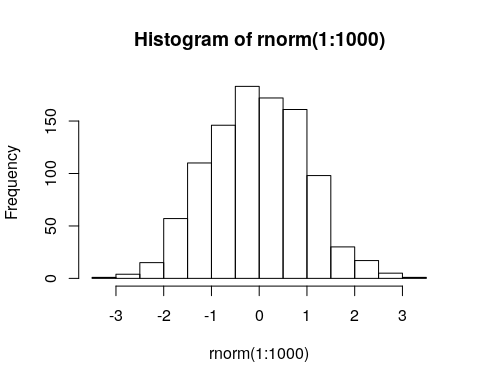 Histogram of rnorm(1:1000)
Frequency
150
100
50
0
-3 -2 -1 0 1 2 3
rnorm(1:1000)